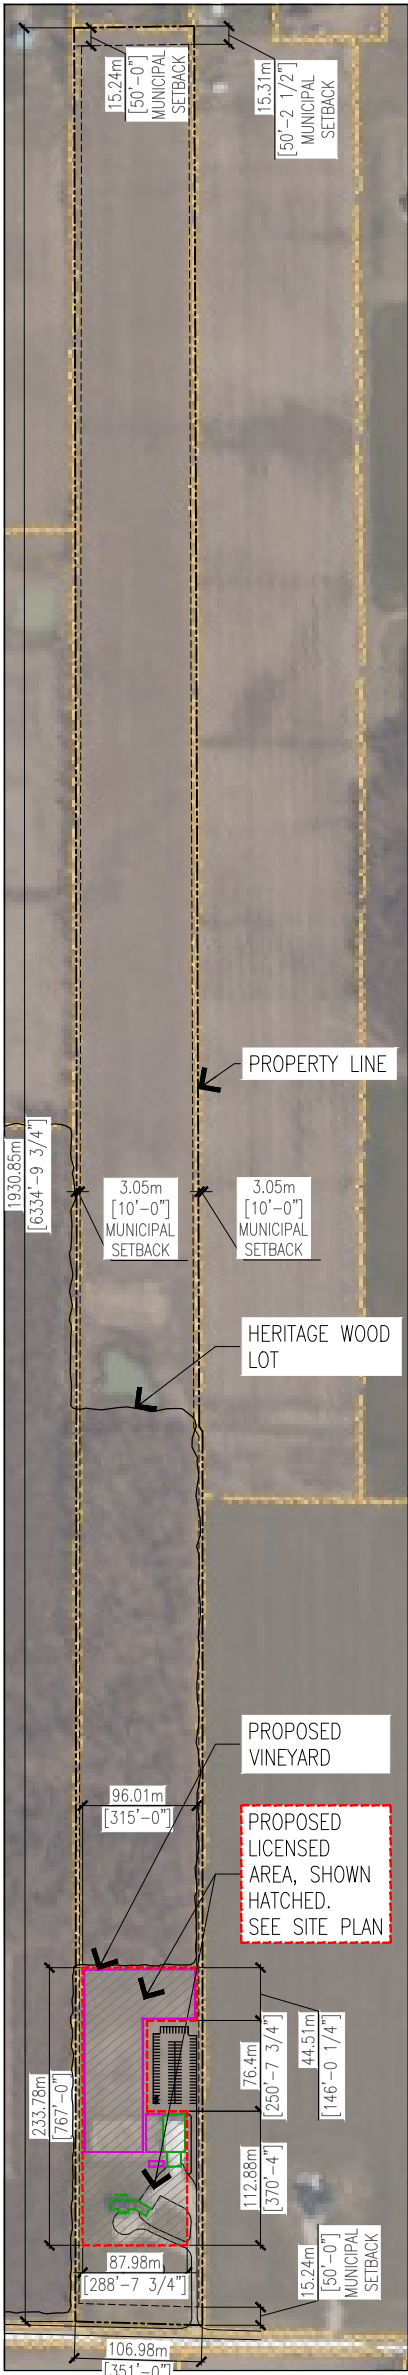 15.24m
[50'-0"]
MUNICIPAL
SETBACK
15.31m
[50'-2 1/2"]
MUNICIPAL
SETBACK
PROPERTY LINE
1930.85m
[6334'-9 3/4"]
3.05m
[10'-0"]
MUNICIPAL
SETBACK
3.05m
[10'-0"]
MUNICIPAL
SETBACK
HERITAGE WOOD
LOT
PROPOSED
VINEYARD
96.01m
[315'-0"]
PROPOSED
LICENSED
AREA, SHOWN
HATCHED.
SEE SITE PLAN
233.78m
[767'-0"]
76.4m
[250'-7 3/4"]
44.51m
[146'-0 1/4"]
112.88m
[370'-4"]
87.98m
[288'-7 3/4"]
15.24m
[50'-0"]
MUNICIPAL
SETBACK
106.98m
[351'-0"]